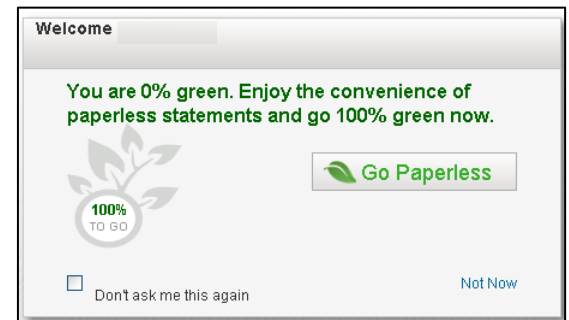 Welcome
You are 0% green. Enjoy the convenience of
paperless statements and go 100% green now.
Go Paperless
100%
TO GO
Don't ask me this again
Not Now